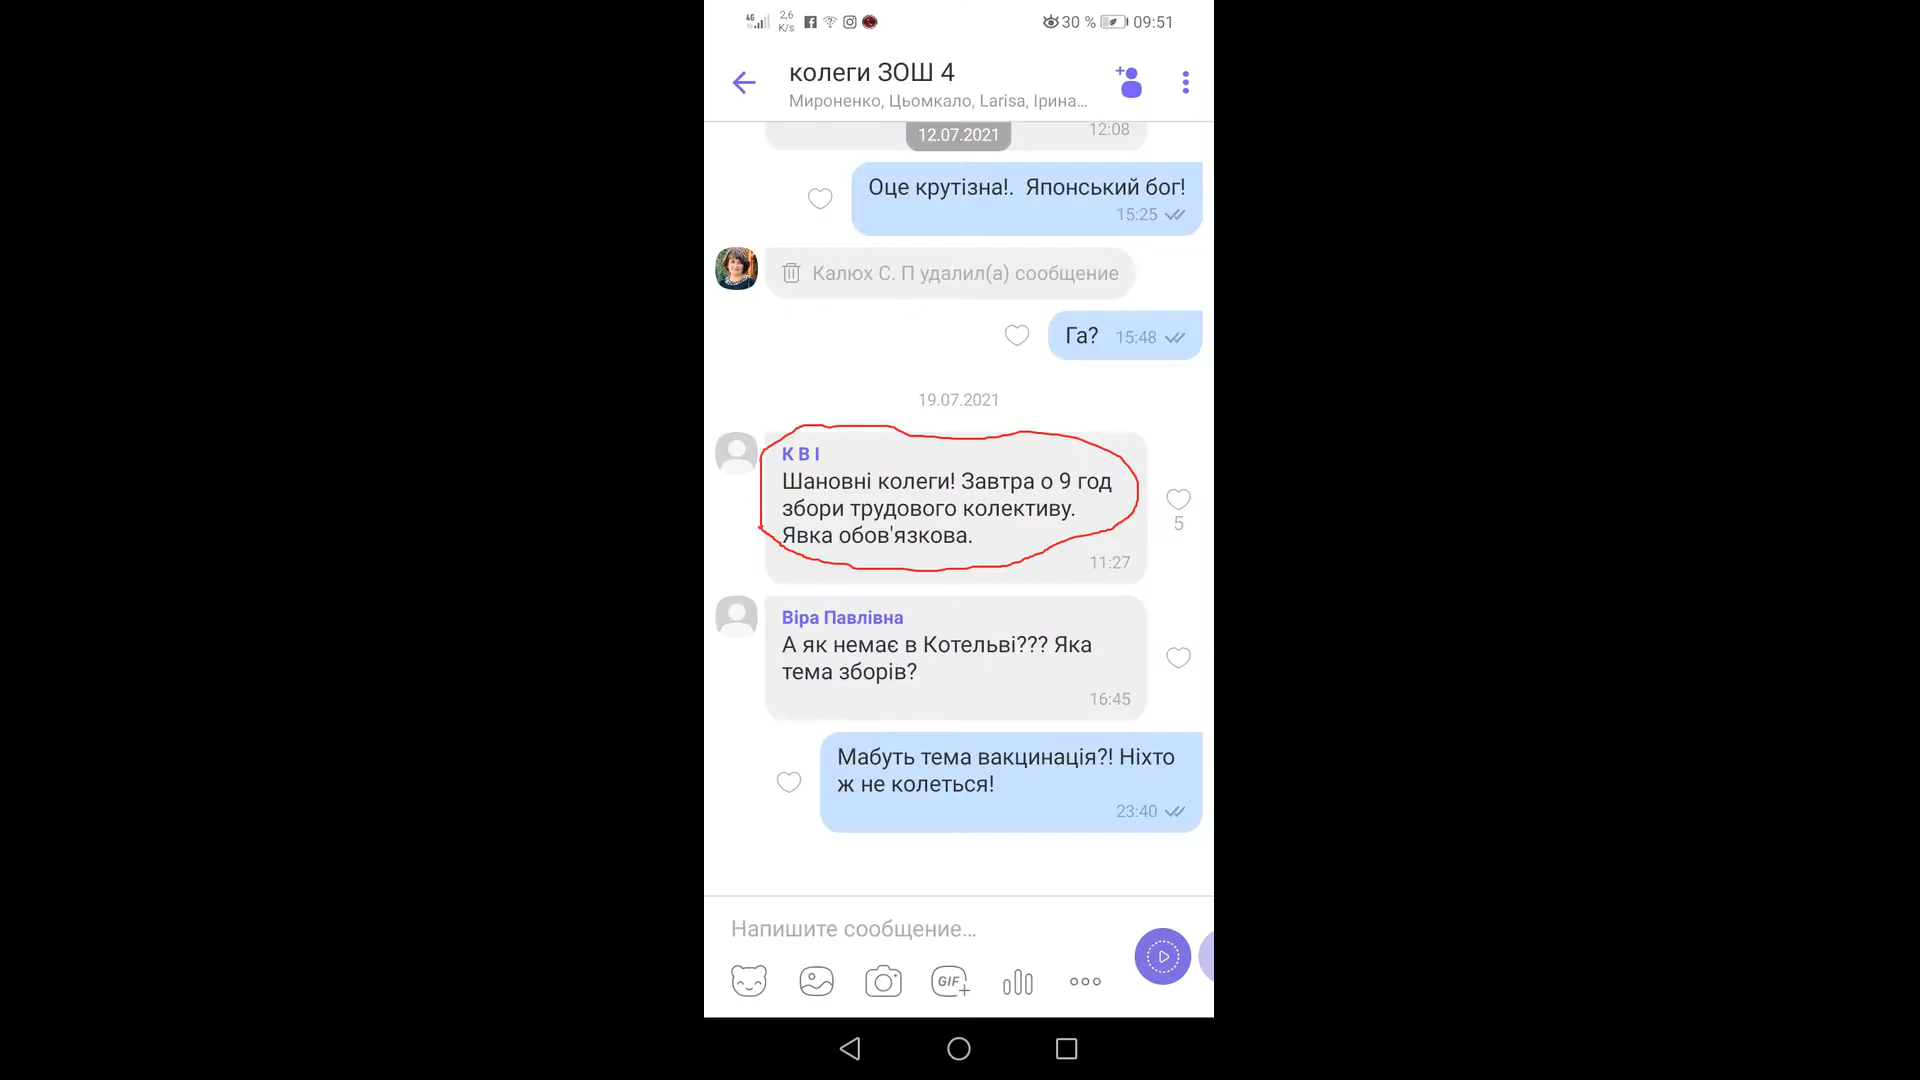 4G 2,6 K/s 30 % 09:51
колеги ЗОШ 4
Мироненко, Цьомкало, Larisa, Ірина...
12.07.2021
12:08
Оце крутізна!. Японський бог!
15:25
Калюх С. П удалил(а) сообщение
Га? 15:48
19.07.2021
К В І
Шановні колеги! Завтра о 9 год
збори трудового колективу.
Явка обов'язкова.
11:27
5
Віра Павлівна
А як немає в Котельві??? Яка
тема зборів?
16:45
Мабуть тема вакцинація?! Ніхто
ж не колеться!
23:40
Напишите сообщение...
GIF